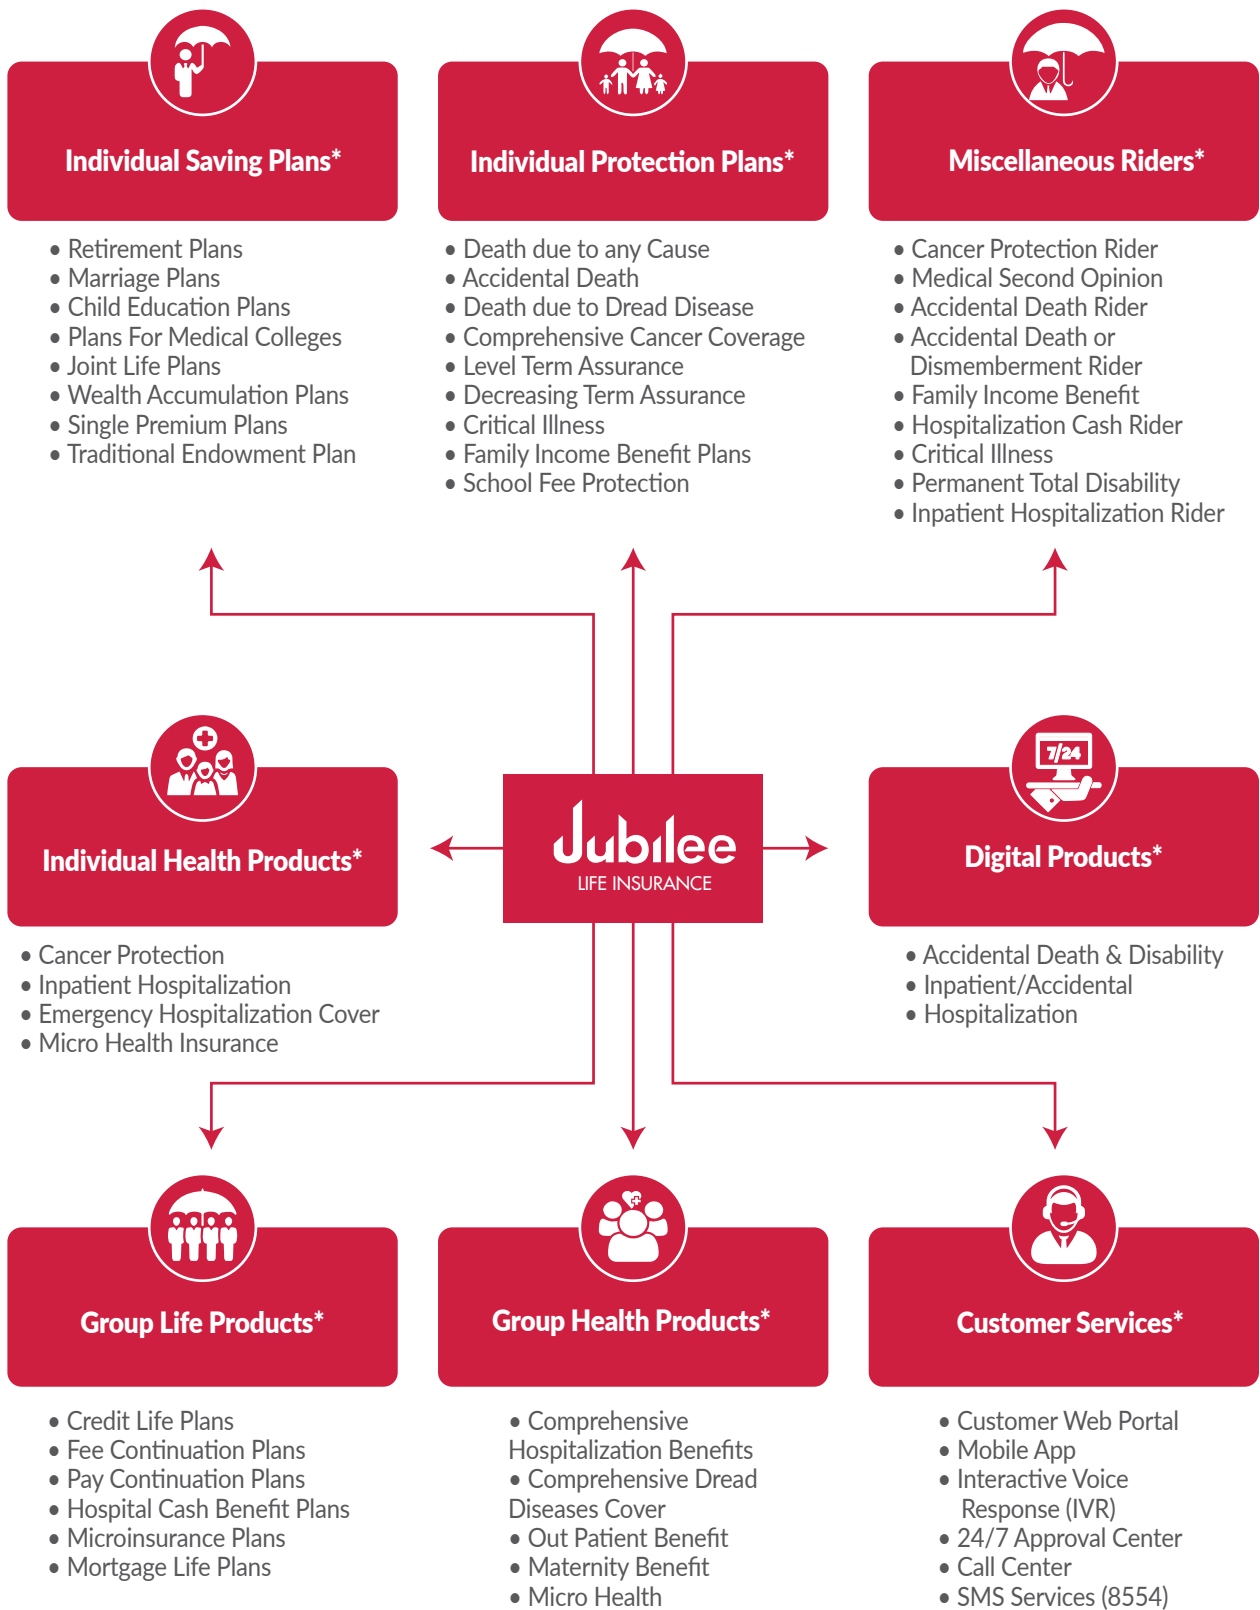 Individual Saving Plans*
• Retirement Plans
• Marriage Plans
• Child Education Plans
• Plans For Medical Colleges
• Joint Life Plans
• Wealth Accumulation Plans
• Single Premium Plans
• Traditional Endowment Plan
Individual Protection Plans*
• Death due to any Cause
• Accidental Death
• Death due to Dread Disease
• Comprehensive Cancer Coverage
• Level Term Assurance
• Decreasing Term Assurance
• Critical Illness
• Family Income Benefit Plans
• School Fee Protection
Miscellaneous Riders*
• Cancer Protection Rider
• Medical Second Opinion
• Accidental Death Rider
• Accidental Death or
Dismemberment Rider
• Family Income Benefit
• Hospitalization Cash Rider
• Critical Illness
• Permanent Total Disability
• Inpatient Hospitalization Rider
Individual Health Products*
• Cancer Protection
• Inpatient Hospitalization
• Emergency Hospitalization Cover
• Micro Health Insurance
Jubilee
LIFE INSURANCE
7/24
Digital Products*
• Accidental Death & Disability
• Inpatient/Accidental
• Hospitalization
Group Life Products*
• Credit Life Plans
• Fee Continuation Plans
• Pay Continuation Plans
• Hospital Cash Benefit Plans
• Microinsurance Plans
• Mortgage Life Plans
Group Health Products*
• Comprehensive
Hospitalization Benefits
• Comprehensive Dread
Diseases Cover
• Out Patient Benefit
• Maternity Benefit
• Micro Health
Customer Services*
• Customer Web Portal
• Mobile App
• Interactive Voice
Response (IVR)
• 24/7 Approval Center
• Call Center
• SMS Services (8554)